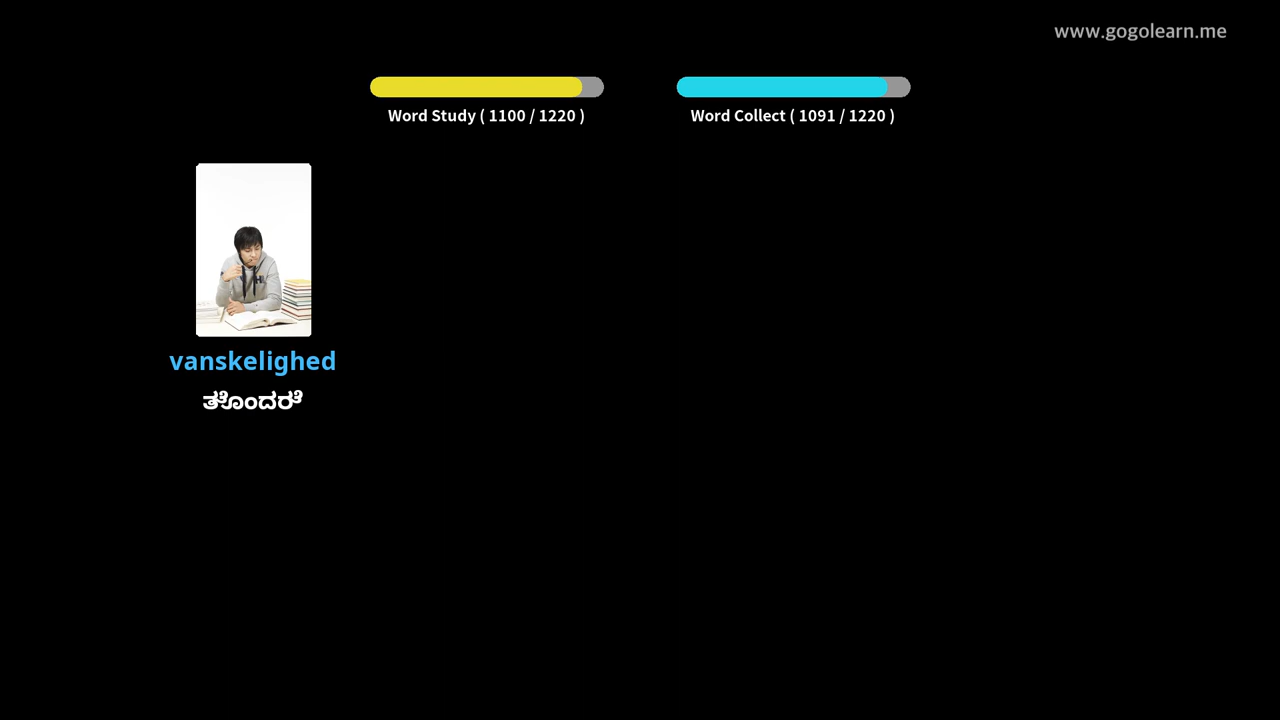 www.gogolearn.me
Word Study ( 1100 / 1220 )
Word Collect ( 1091 / 1220 )
vanskelighed
ತೊಂದರೆ